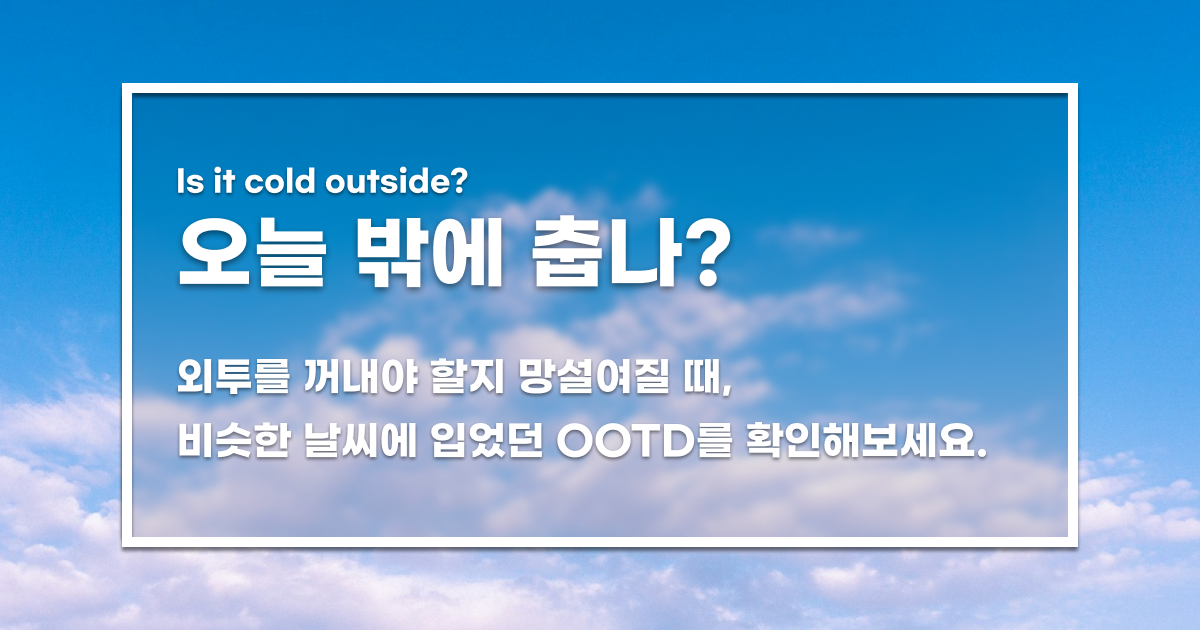 Is it cold outside?
오늘 밖에 춥나?
외투를 꺼내야 할지 망설여질 때,
비슷한 날씨에 입었던 OOTD를 확인해보세요.